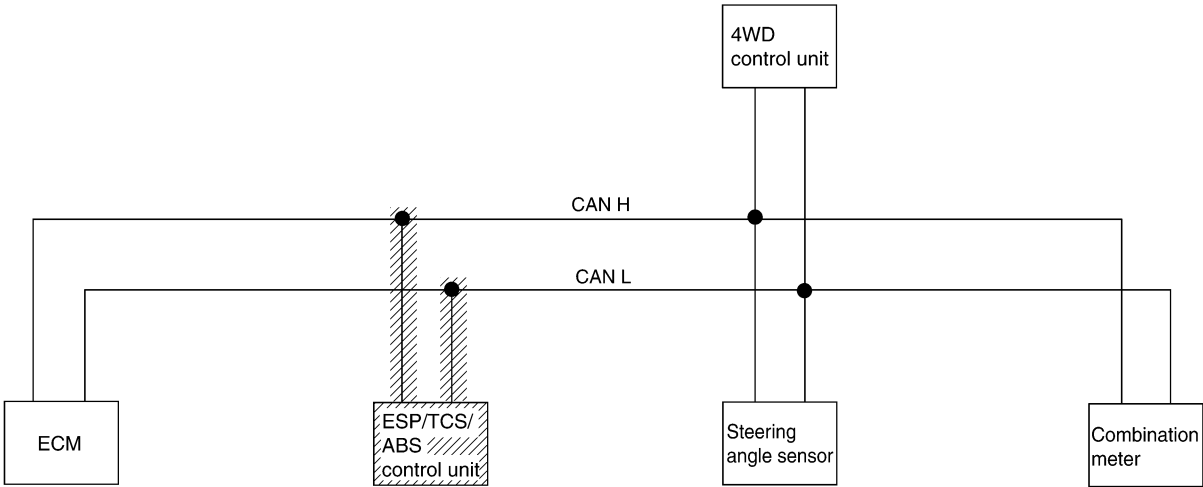 4WD
control unit
CAN H
CAN L
ECM
ESP/TCS/
ABS
control unit
Steering
angle sensor
Combination
meter